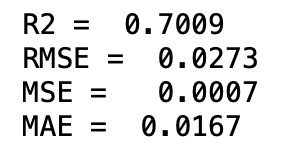 R2 =  0.7009
RMSE =  0.0273
MSE =   0.0007
MAE =  0.0167